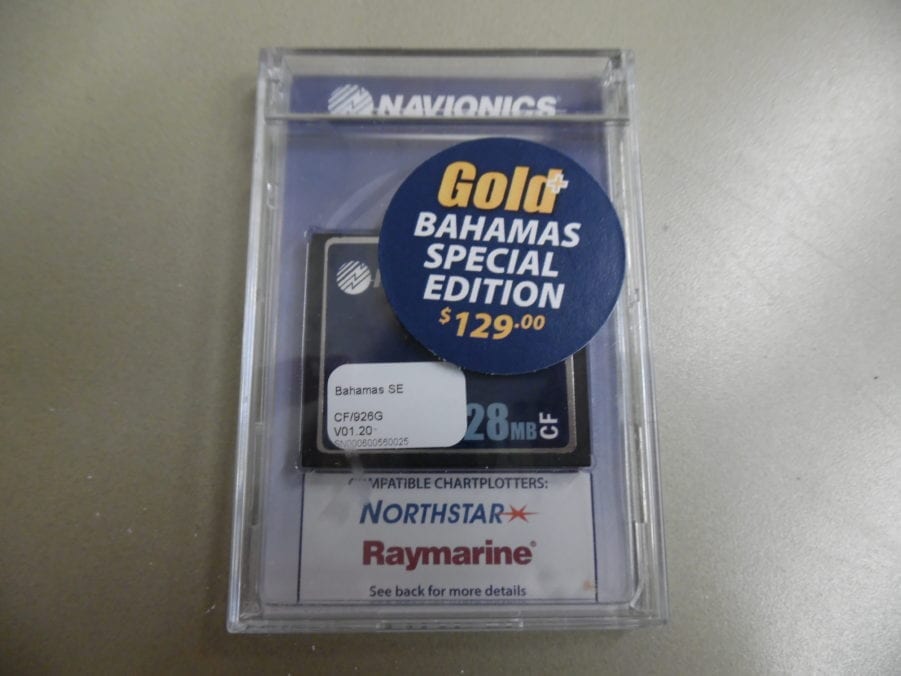 NAVIONICS
Gold+
BAHAMAS
SPECIAL
EDITION
$129.00
Bahamas SE
CF/926G
V01.20
SN000600560025
28MB CF
COMPATIBLE CHARTPLOTTERS:
NORTHSTAR
Raymarine®
See back for more details